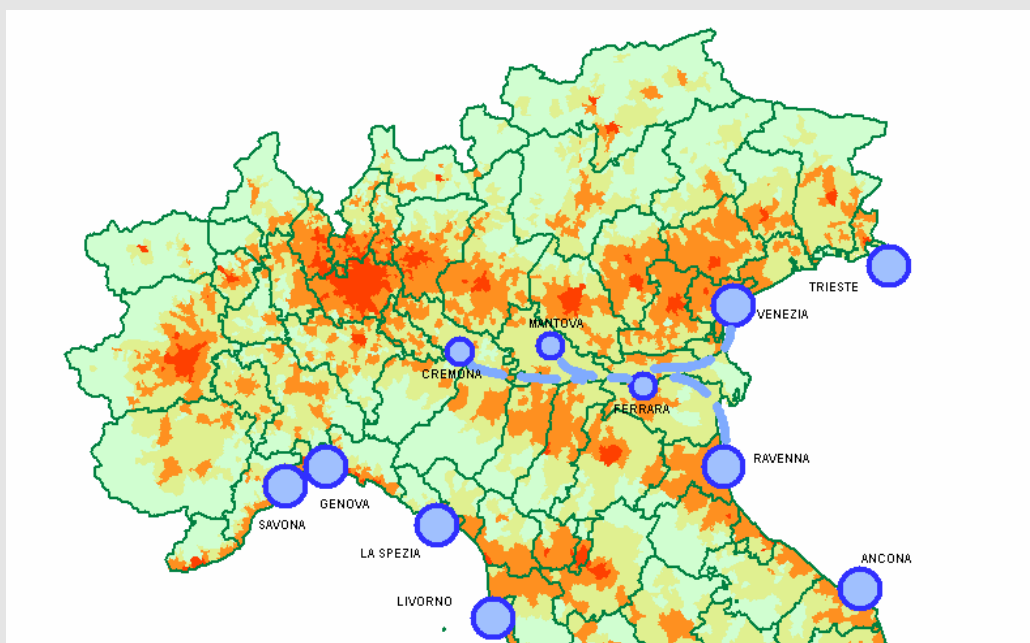 TRIESTE
VENEZIA
MANTOVA
CREMONA
FERRARA
RAVENNA
GENOVA
SAVONA
LA SPEZIA
ANCONA
LIVORNO